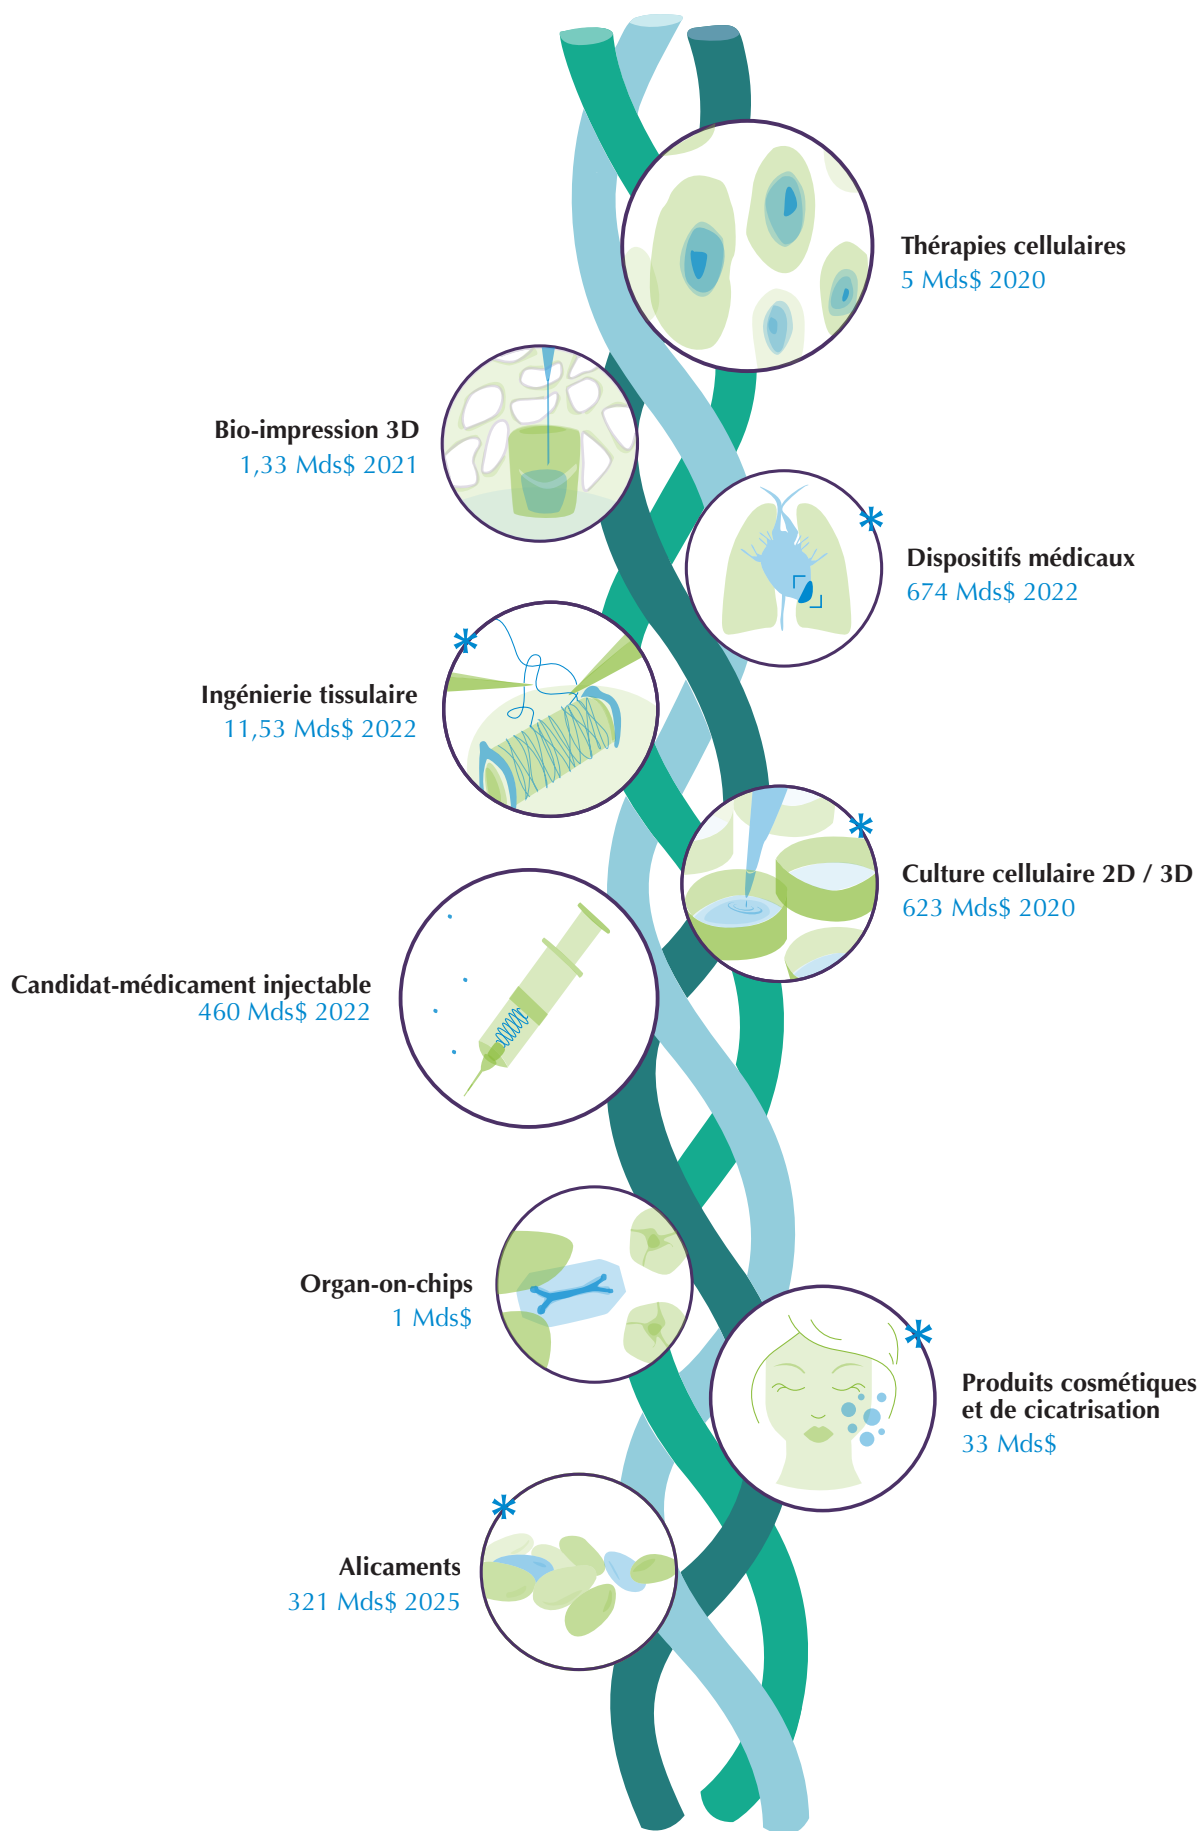 Thérapies cellulaires
5 Mds$ 2020
Bio-impression 3D
1,33 Mds$ 2021
*
Dispositifs médicaux
674 Mds$ 2022
*
Ingénierie tissulaire
11,53 Mds$ 2022
*
Culture cellulaire 2D / 3D
623 Mds$ 2020
Candidat-médicament injectable
460 Mds$ 2022
Organ-on-chips
1 Mds$
*
Produits cosmétiques
et de cicatrisation
33 Mds$
*
Alicaments
321 Mds$ 2025